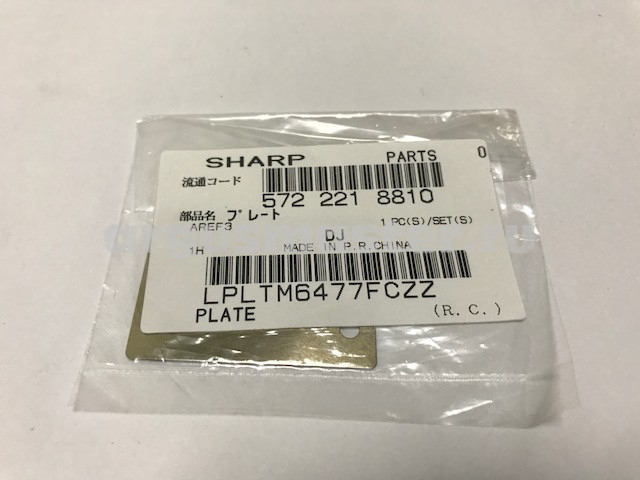 SHARP PARTS 0
流通コード
572 221 8810
部品名 プレート
AREF3 1 PC(S)/SET(S)
DJ
1H MADE IN P.R.CHINA
LPLTM6477FCZZ
PLATE (R.C.)